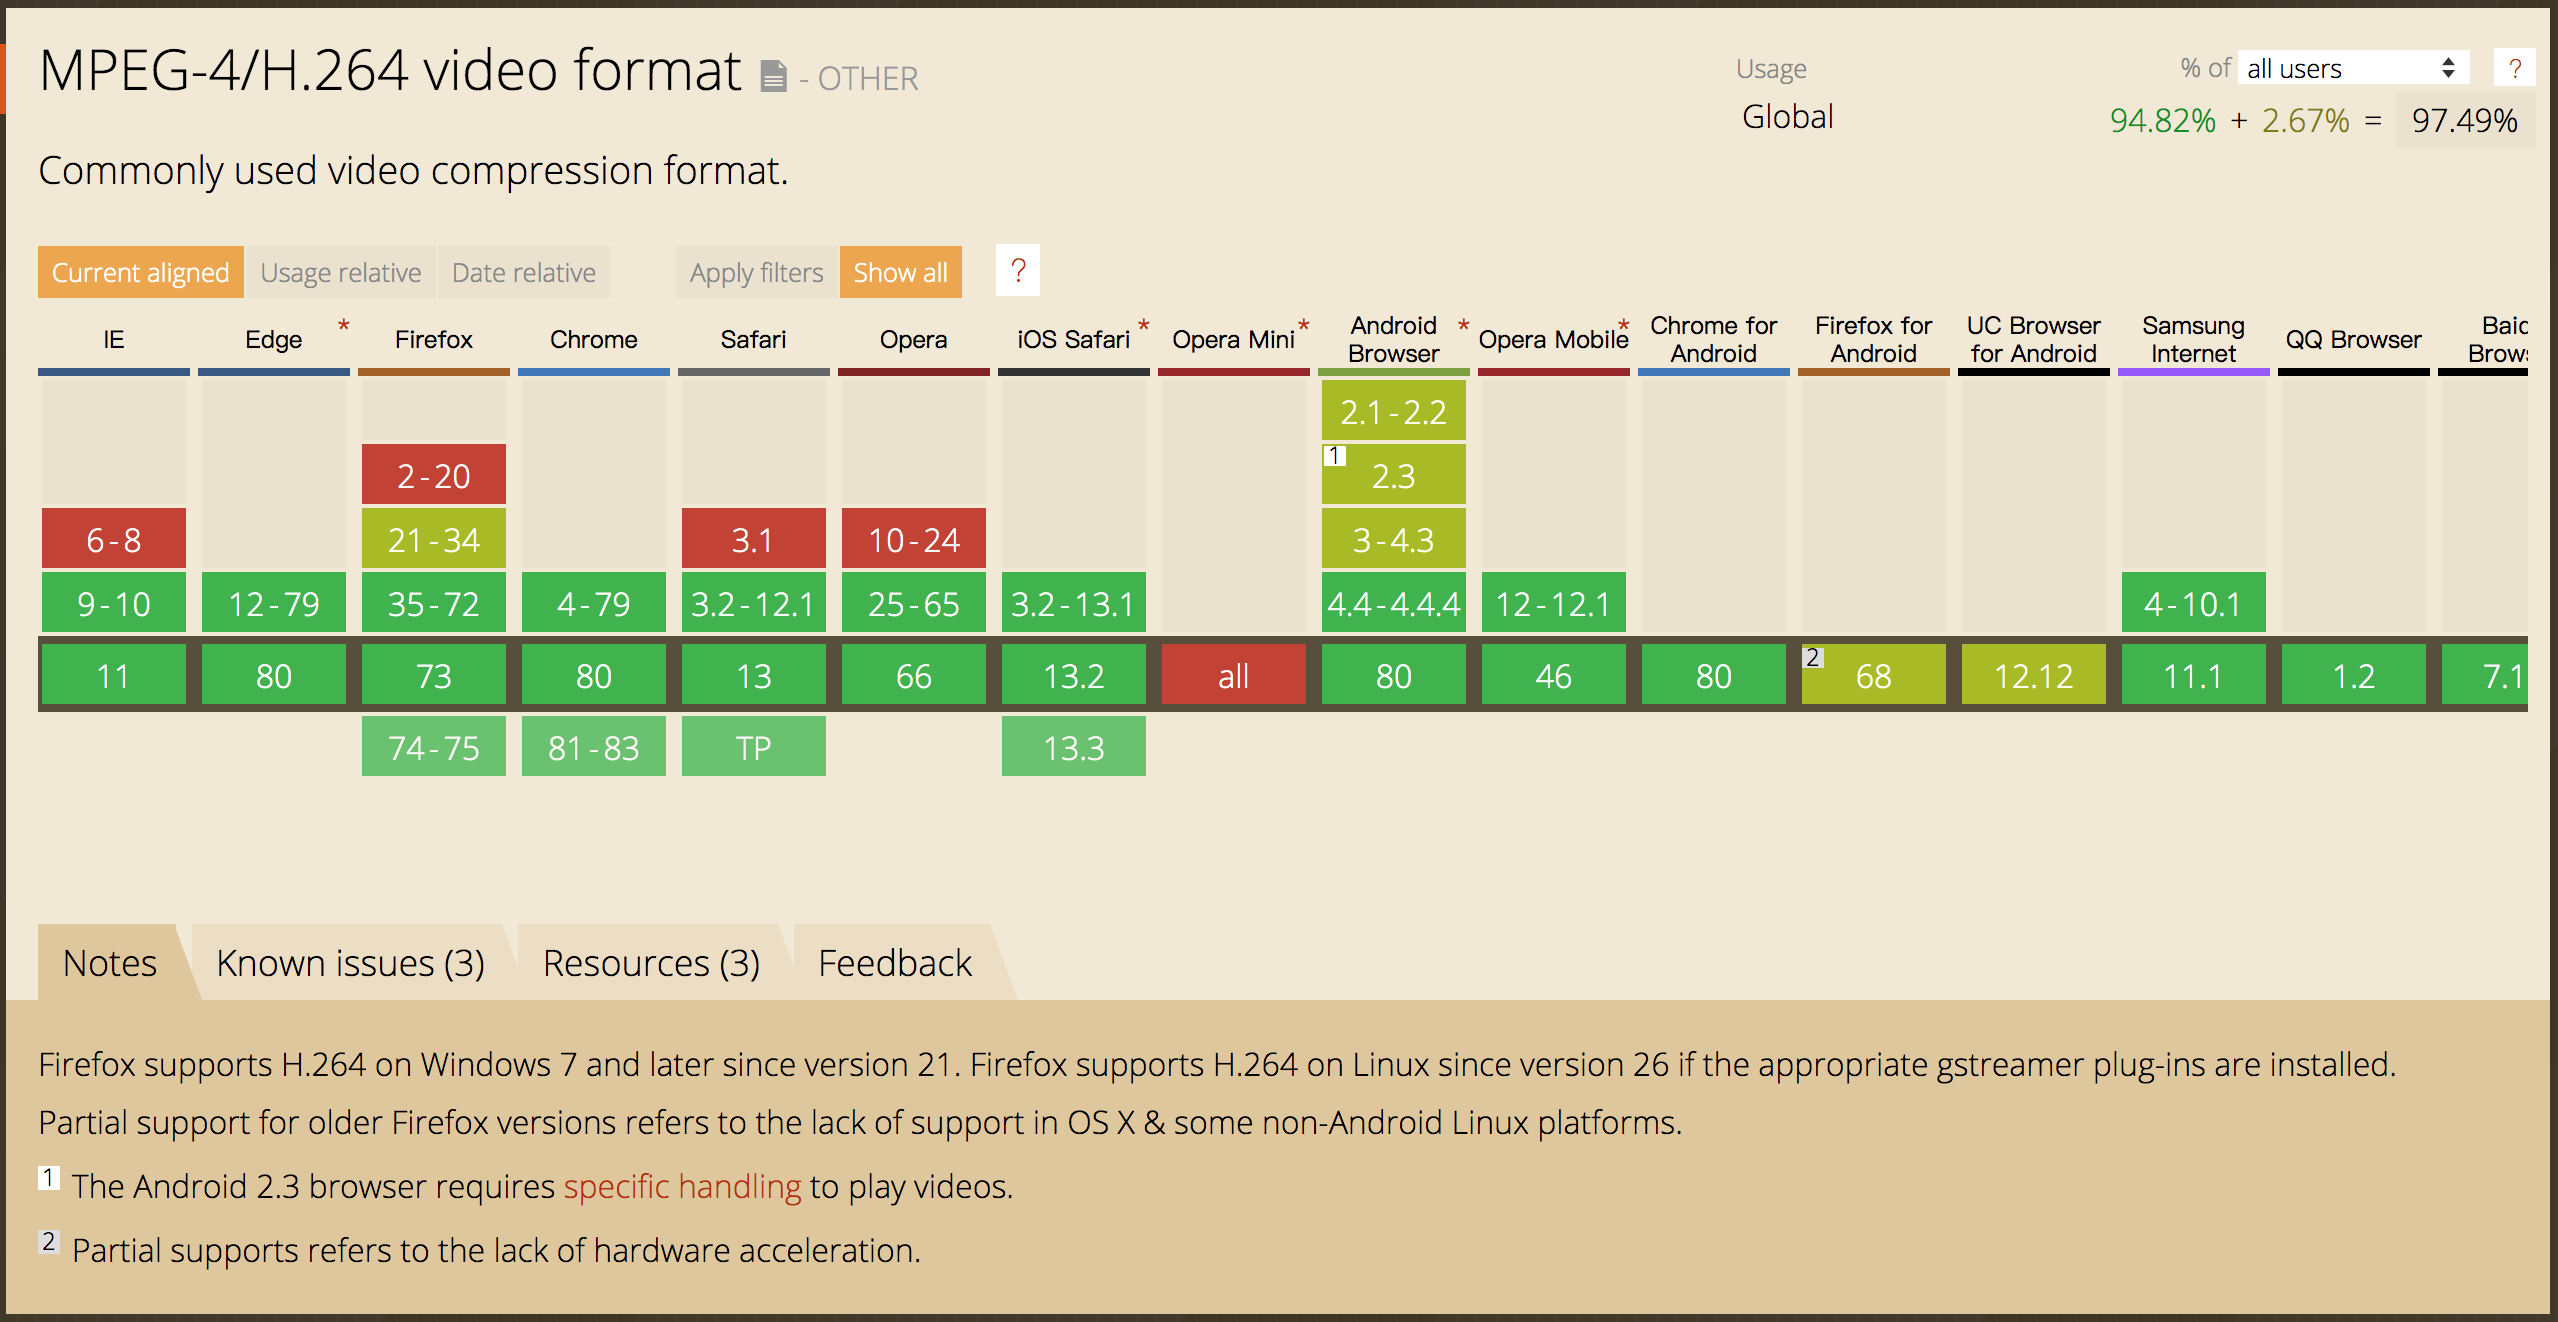 MPEG-4/H.264 video format - OTHER
Usage % of all users ?
Global 94.82% + 2.67% = 97.49%
Commonly used video compression format.
Current aligned Usage relative Date relative Apply filters Show all ?
IE Edge * Firefox Chrome Safari Opera iOS Safari * Opera Mini * Android Browser * Opera Mobile * Chrome for Android Firefox for Android UC Browser for Android Samsung Internet QQ Browser
2.1-2.2
2-20 1 2.3
6-8 21-34 3.1 10-24 3-4.3
9-10 12-79 35-72 4-79 3.2-12.1 25-65 3.2-13.1 4.4-4.4.4 12-12.1 4-10.1
11 80 73 80 13 66 13.2 all 80 46 80 2 68 12.12 11.1 1.2 7.1
74-75 81-83 TP 13.3
Notes Known issues (3) Resources (3) Feedback
Firefox supports H.264 on Windows 7 and later since version 21. Firefox supports H.264 on Linux since version 26 if the appropriate gstreamer plug-ins are installed.
Partial support for older Firefox versions refers to the lack of support in OS X & some non-Android Linux platforms.
1 The Android 2.3 browser requires specific handling to play videos.
2 Partial supports refers to the lack of hardware acceleration.